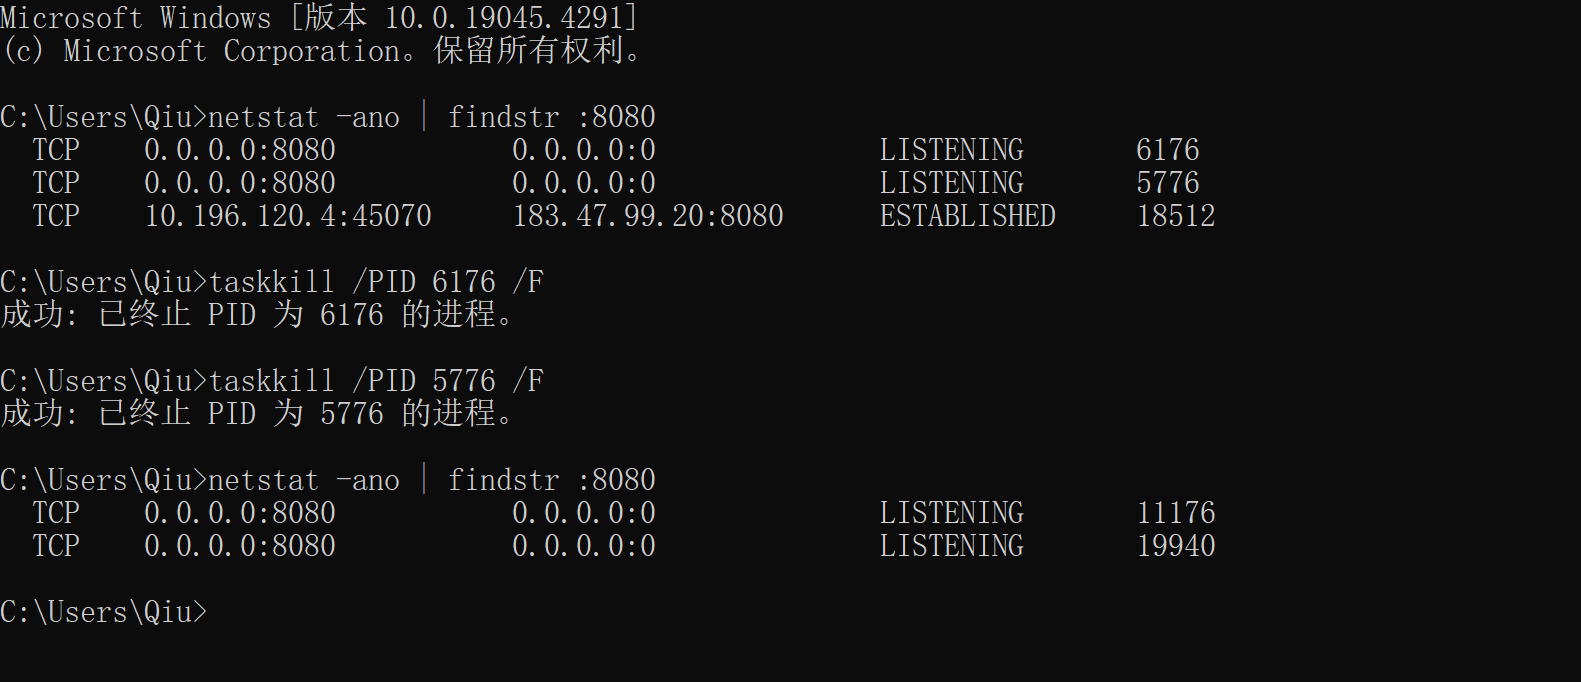 Microsoft Windows [版本 10.0.19045.4291]
(c) Microsoft Corporation。保留所有权利。
C:\Users\Qiu>netstat -ano | findstr :8080
TCP 0.0.0.0:8080 0.0.0.0:0 LISTENING 6176
TCP 0.0.0.0:8080 0.0.0.0:0 LISTENING 5776
TCP 10.196.120.4:45070 183.47.99.20:8080 ESTABLISHED 18512
C:\Users\Qiu>taskkill /PID 6176 /F
成功: 已终止 PID 为 6176 的进程。
C:\Users\Qiu>taskkill /PID 5776 /F
成功: 已终止 PID 为 5776 的进程。
C:\Users\Qiu>netstat -ano | findstr :8080
TCP 0.0.0.0:8080 0.0.0.0:0 LISTENING 11176
TCP 0.0.0.0:8080 0.0.0.0:0 LISTENING 19940
C:\Users\Qiu>